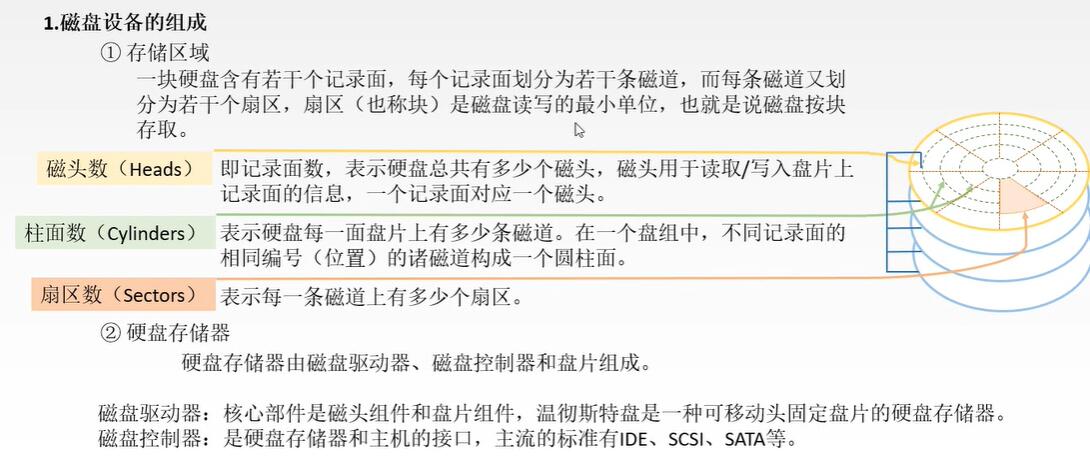 1.磁盘设备的组成
① 存储区域
一块硬盘含有若干个记录面，每个记录面划分为若干条磁道，而每条磁道又划
分为若干个扇区，扇区（也称块）是磁盘读写的最小单位，也就是说磁盘按块
存取。
磁头数（Heads） 即记录面数，表示硬盘总共有多少个磁头，磁头用于读取/写入盘片上
记录面的信息，一个记录面对应一个磁头。
柱面数（Cylinders） 表示硬盘每一面盘片上有多少条磁道。在一个盘组中，不同记录面的
相同编号（位置）的诸磁道构成一个圆柱面。
扇区数（Sectors） 表示每一条磁道上有多少个扇区。
② 硬盘存储器
硬盘存储器由磁盘驱动器、磁盘控制器和盘片组成。
磁盘驱动器：核心部件是磁头组件和盘片组件，温彻斯特盘是一种可移动头固定盘片的硬盘存储器。
磁盘控制器：是硬盘存储器和主机的接口，主流的标准有IDE、SCSI、SATA等。